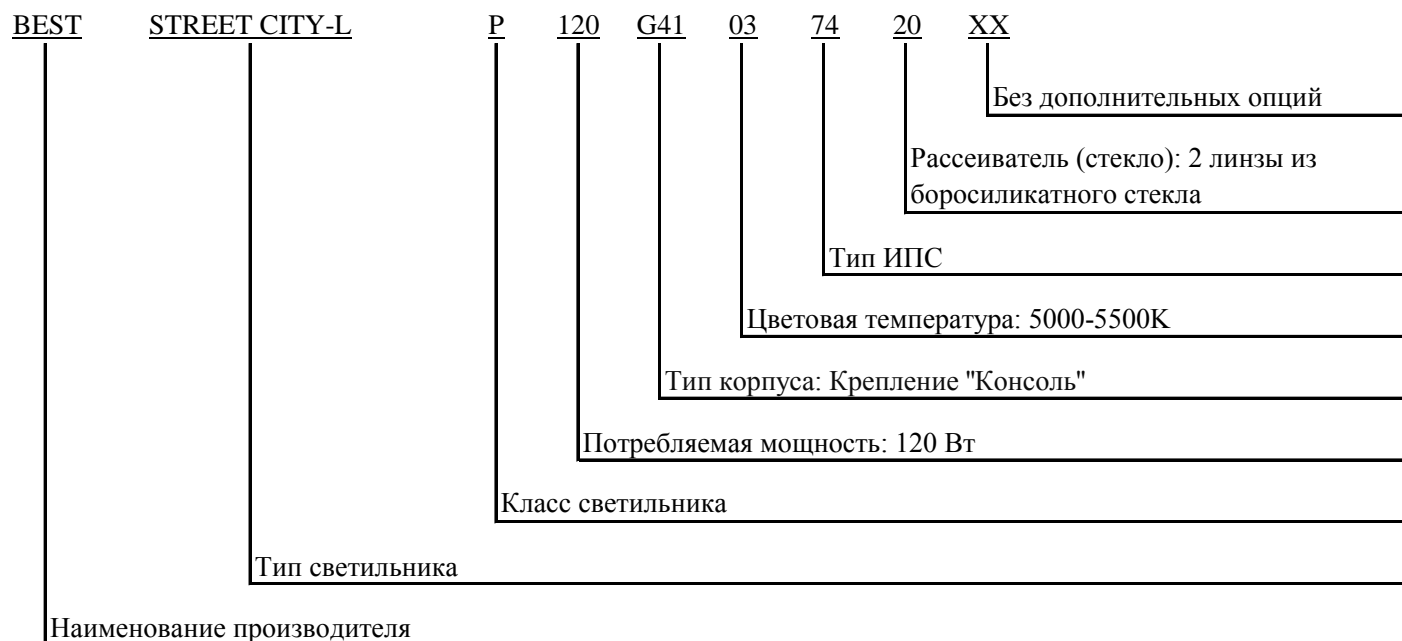 BEST STREET CITY-L P 120 G41 03 74 20 XX
Без дополнительных опций
Рассеиватель (стекло): 2 линзы из
боросиликатного стекла
Тип ИПС
Цветовая температура: 5000-5500К
Тип корпуса: Крепление "Консоль"
Потребляемая мощность: 120 Вт
Класс светильника
Тип светильника
Наименование производителя